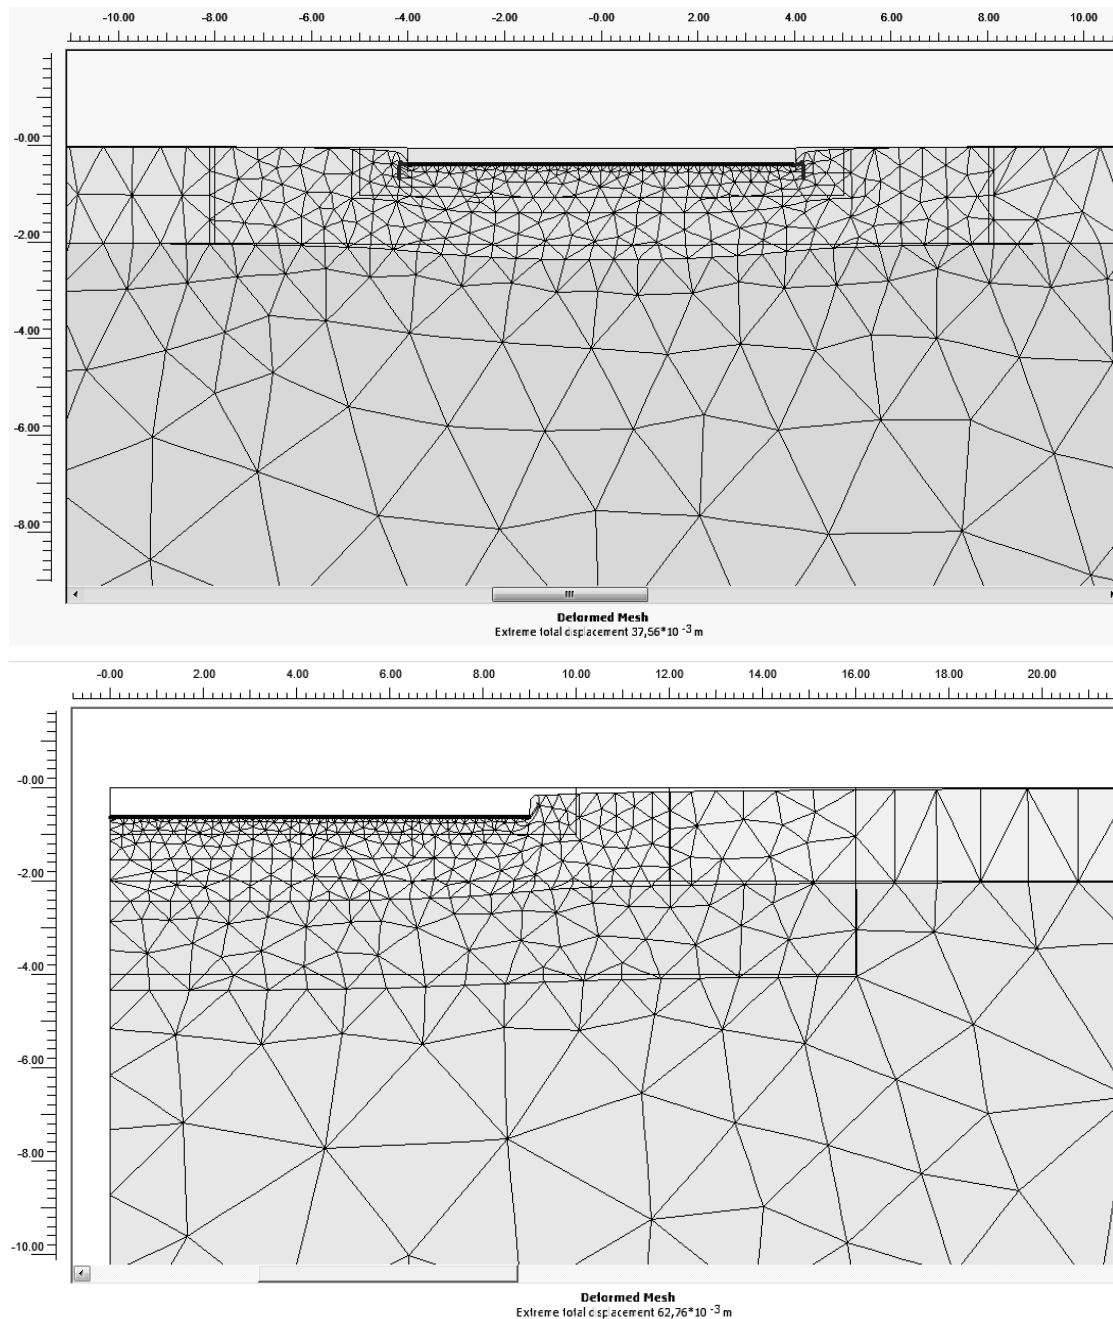 -10.00 -8.00 -6.00 -4.00 -2.00 -0.00 2.00 4.00 6.00 8.00 10.00
-0.00
-2.00
-4.00
-6.00
-8.00
Deformed Mesh
Extreme total displacement 37,56*10 -3 m
-0.00 2.00 4.00 6.00 8.00 10.00 12.00 14.00 16.00 18.00 20.00
-0.00
-2.00
-4.00
-6.00
-8.00
-10.00
Deformed Mesh
Extreme total displacement 62,76*10 -3 m